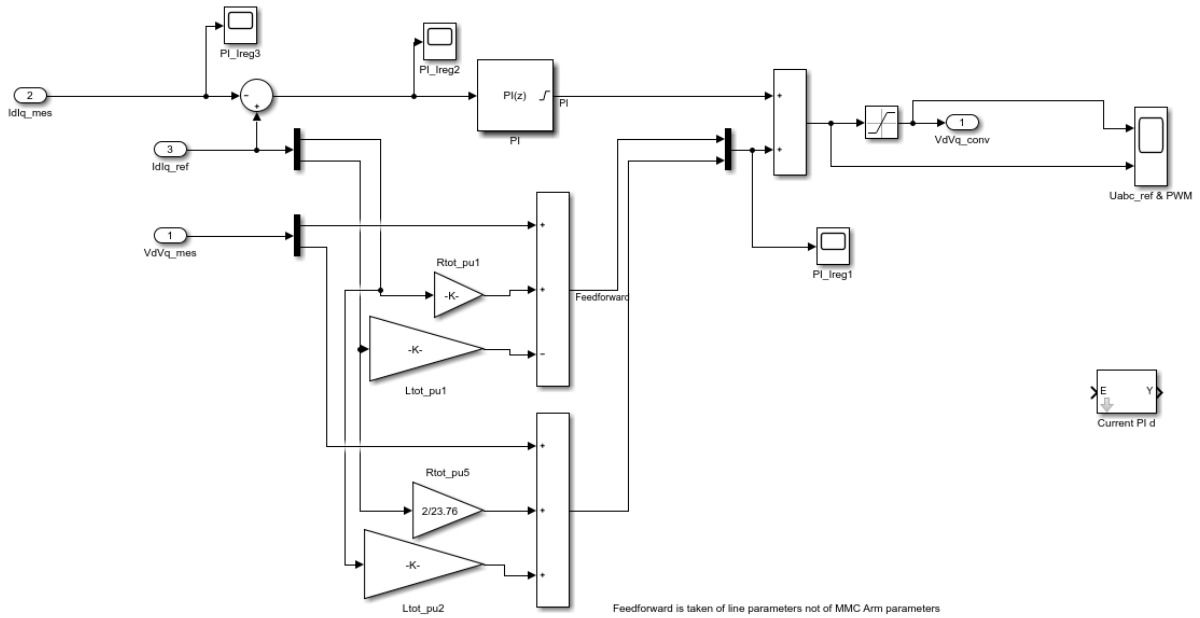 PI_Ireg3
PI_Ireg2
2
IdIq_mes
PI(z)
PI
PI
3
IdIq_ref
1
VdVq_conv
Uabc_ref & PWM
1
VdVq_mes
PI_Ireg1
Rtot_pu1
-K-
Feedforward
-K-
Ltot_pu1
E Y
Current PI d
Rtot_pu5
2/23.76
-K-
Ltot_pu2
Feedforward is taken of line parameters not of MMC Arm parameters